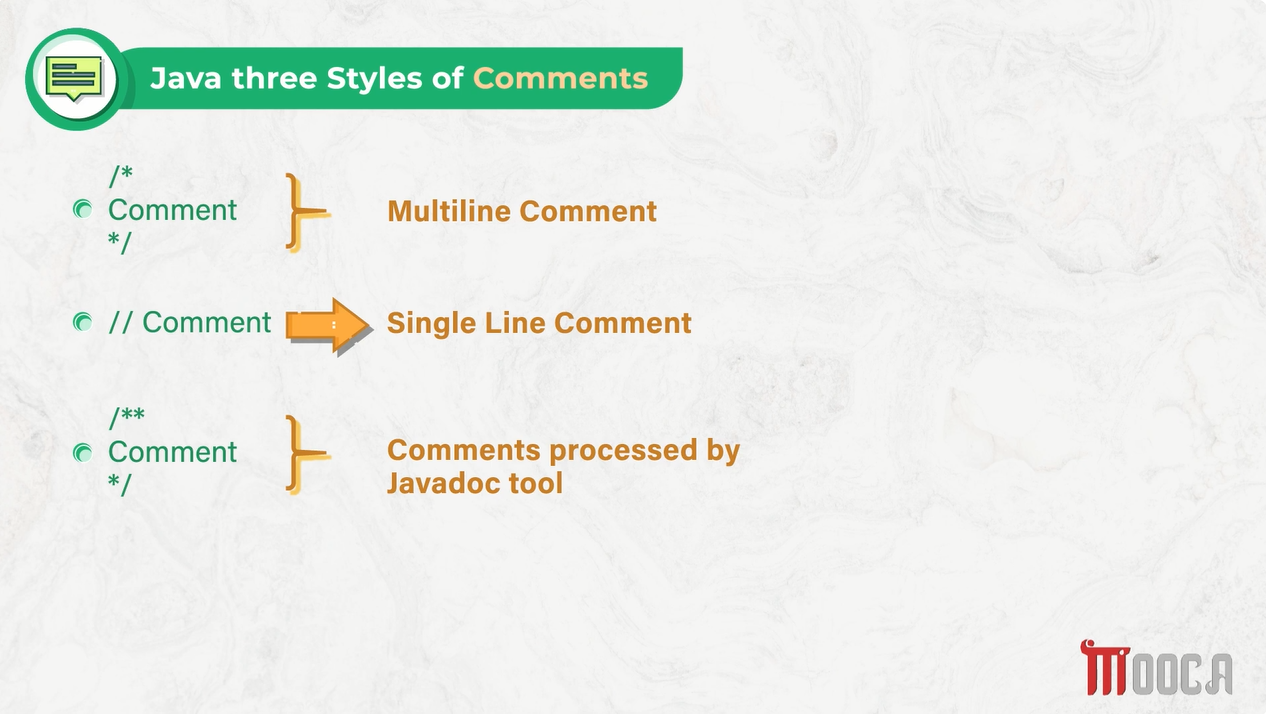 Java three Styles of Comments
/*
Comment
*/
Multiline Comment
// Comment
Single Line Comment
/**
Comment
*/
Comments processed by
Javadoc tool
MOOCA